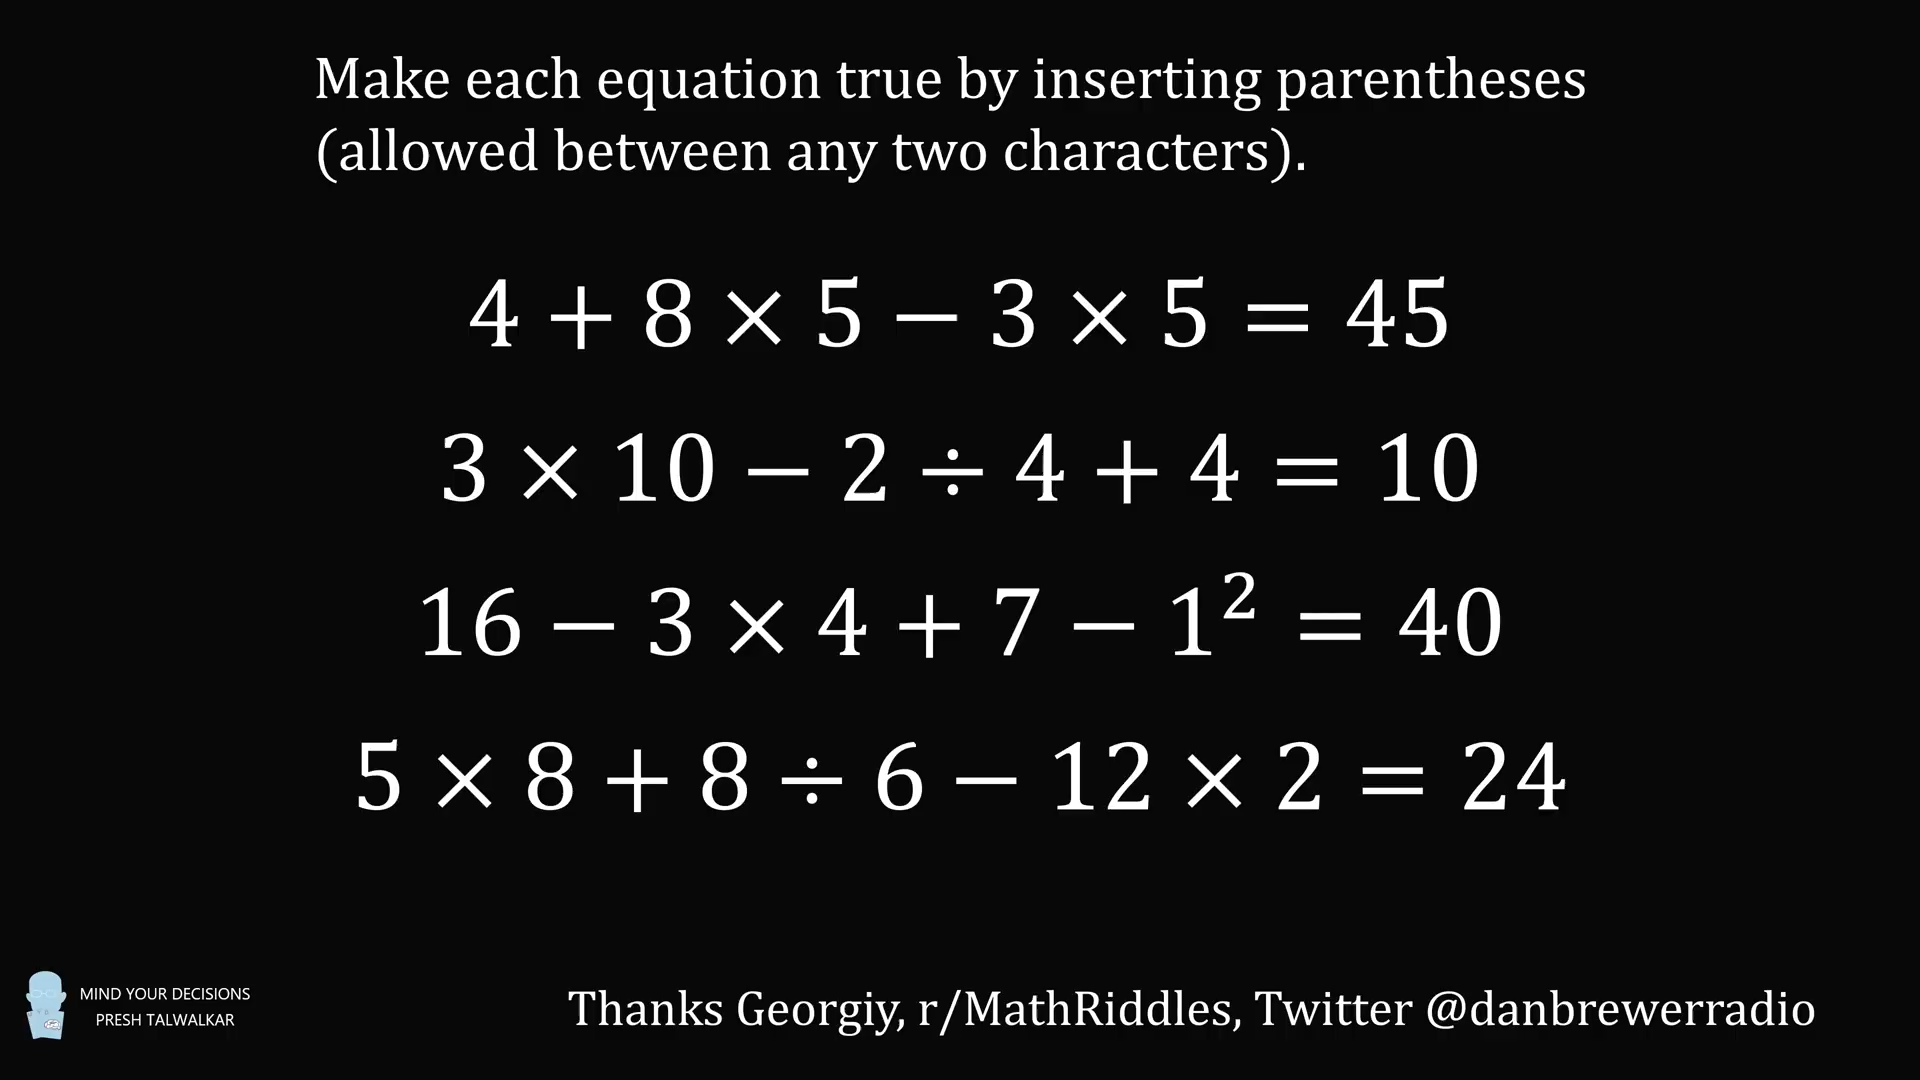 Make each equation true by inserting parentheses
(allowed between any two characters).
4 + 8 × 5 − 3 × 5 = 45
3 × 10 − 2 ÷ 4 + 4 = 10
16 − 3 × 4 + 7 − 1² = 40
5 × 8 + 8 ÷ 6 − 12 × 2 = 24
MIND YOUR DECISIONS
PRESH TALWALKAR
Thanks Georgiy, r/MathRiddles, Twitter @danbrewerradio